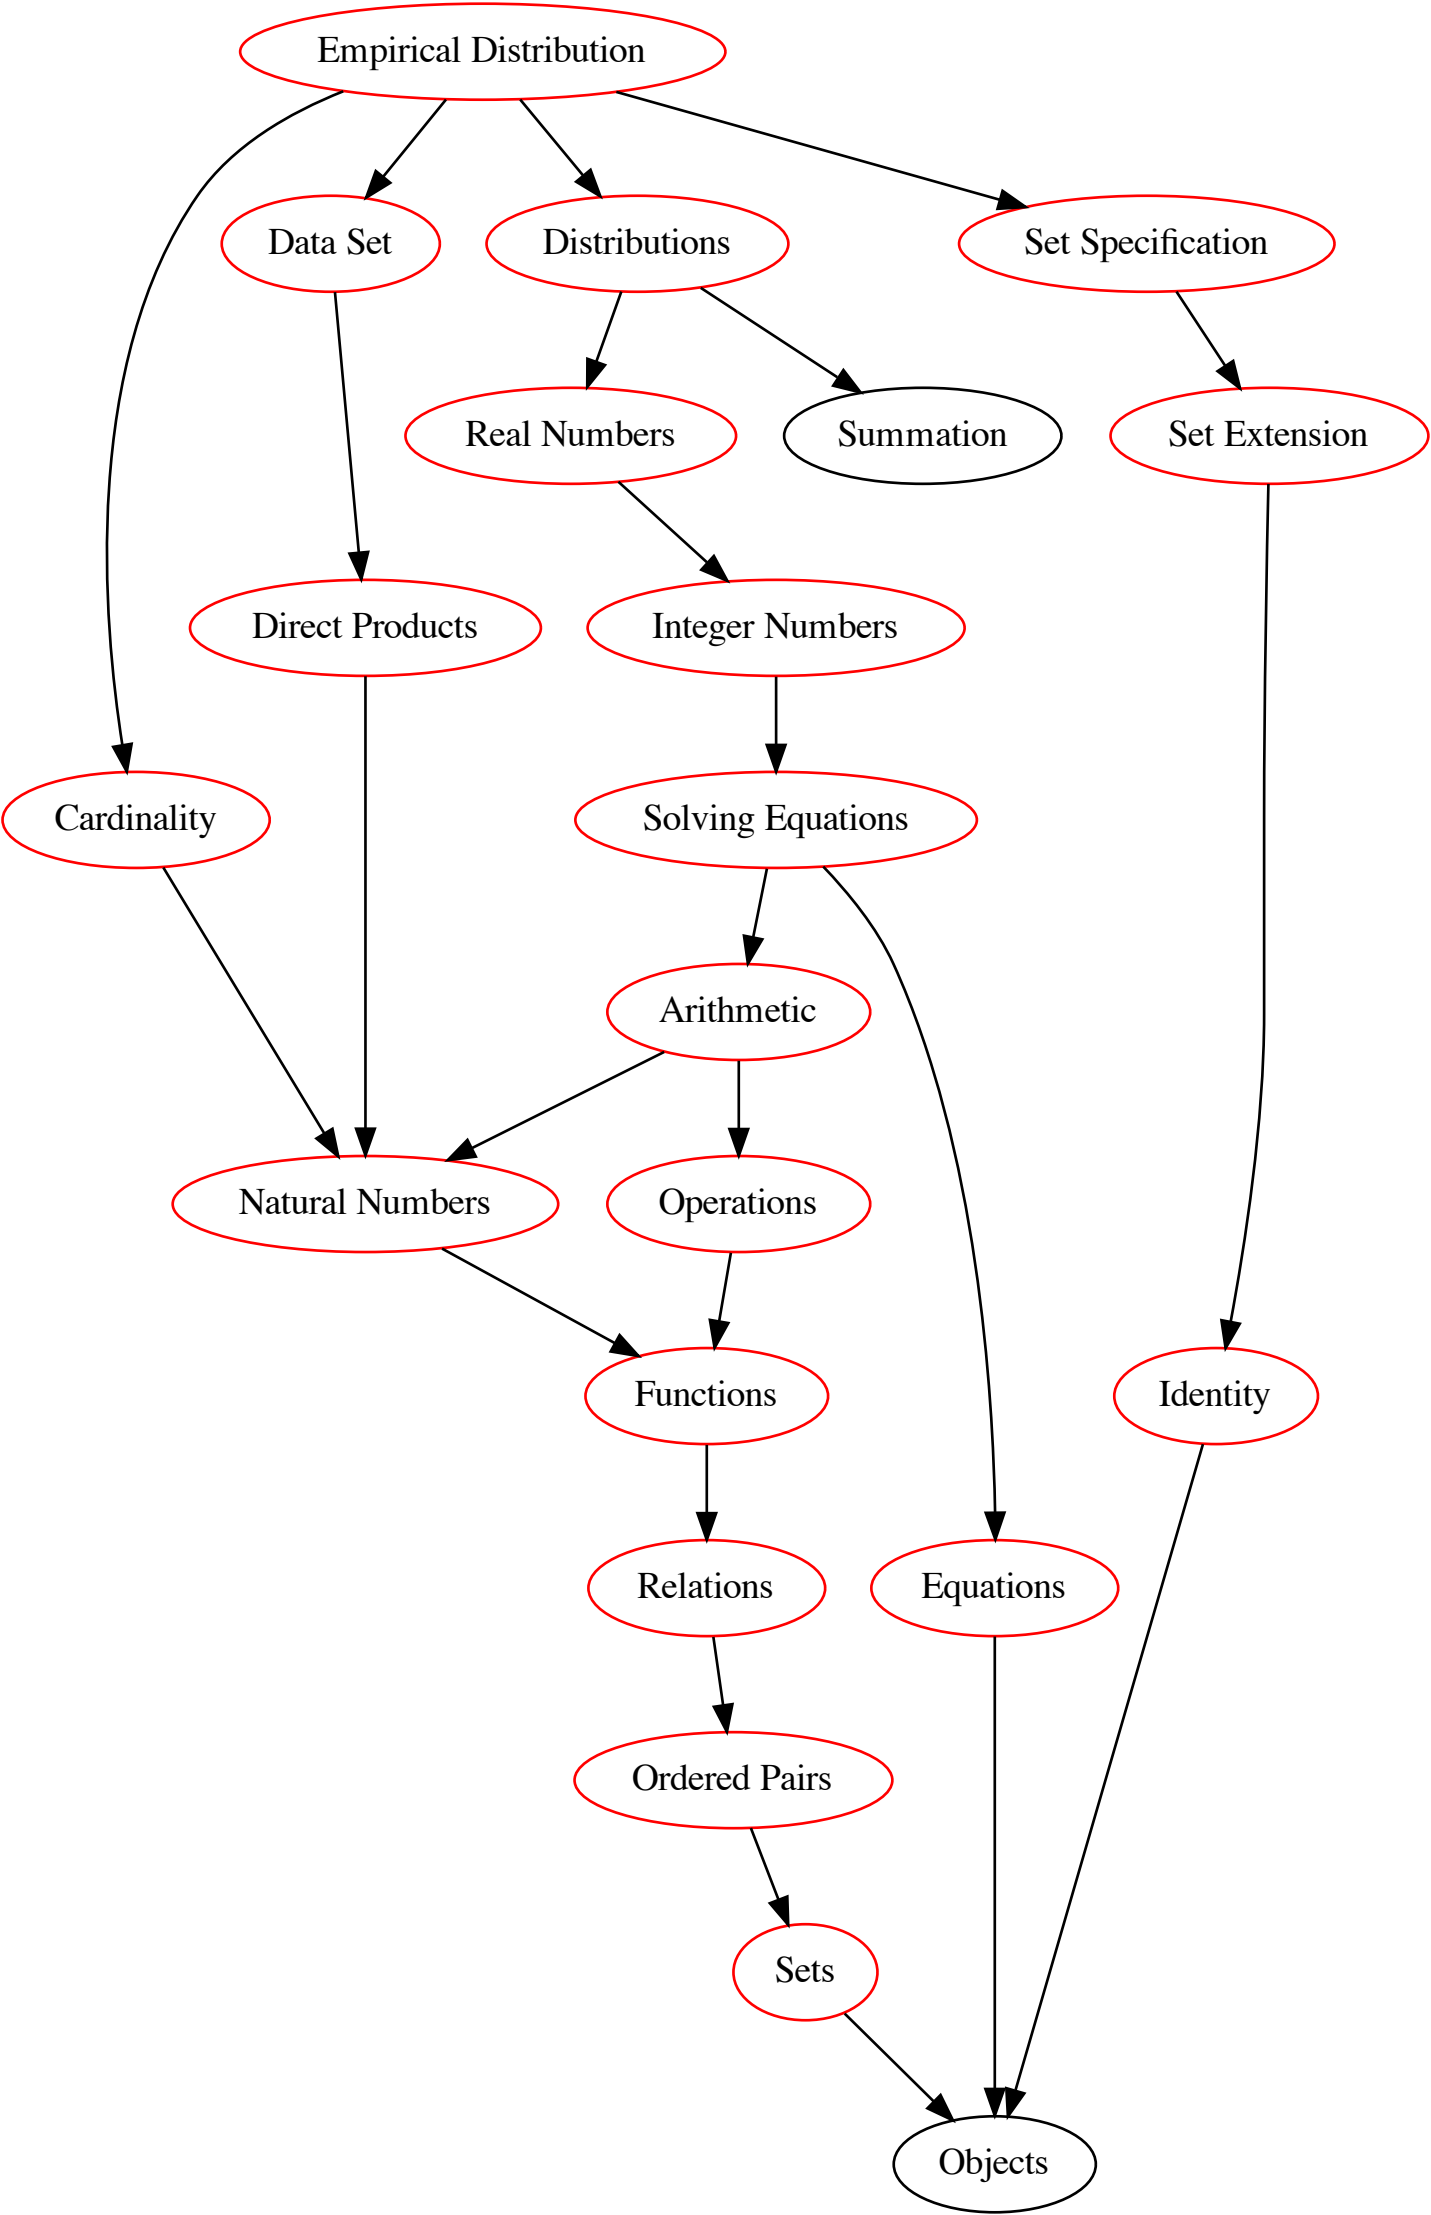 Empirical Distribution
Data Set
Distributions
Set Specification
Real Numbers
Summation
Set Extension
Direct Products
Integer Numbers
Cardinality
Solving Equations
Arithmetic
Natural Numbers
Operations
Functions
Identity
Relations
Equations
Ordered Pairs
Sets
Objects